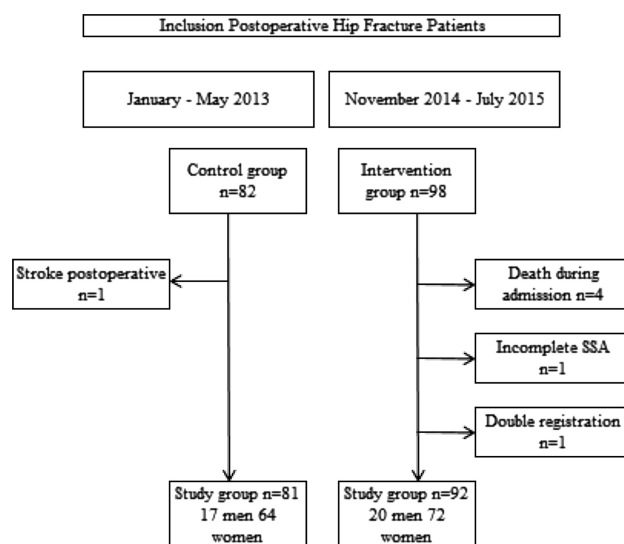 Inclusion Postoperative Hip Fracture Patients
January - May 2013
November 2014 - July 2015
Control group
n=82
Intervention
group n=98
Stroke postoperative
n=1
Death during
admission n=4
Incomplete SSA
n=1
Double registration
n=1
Study group n=81
17 men 64
women
Study group n=92
20 men 72
women